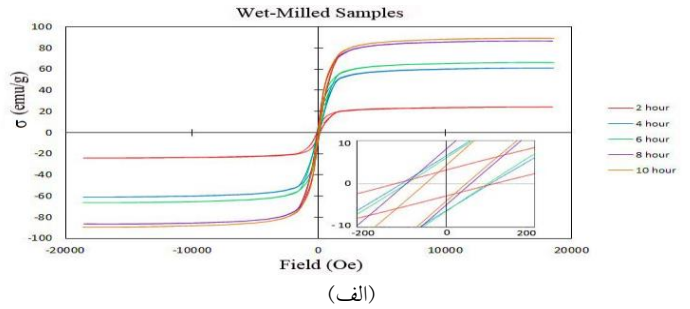 Wet-Milled Samples
σ (emu/g)
100
80
60
40
20
0
-20
-40
-60
-80
-100
-20000 -10000 0 10000 20000
Field (Oe)
10
0
-10
-200 0 200
2 hour
4 hour
6 hour
8 hour
10 hour
(الف)